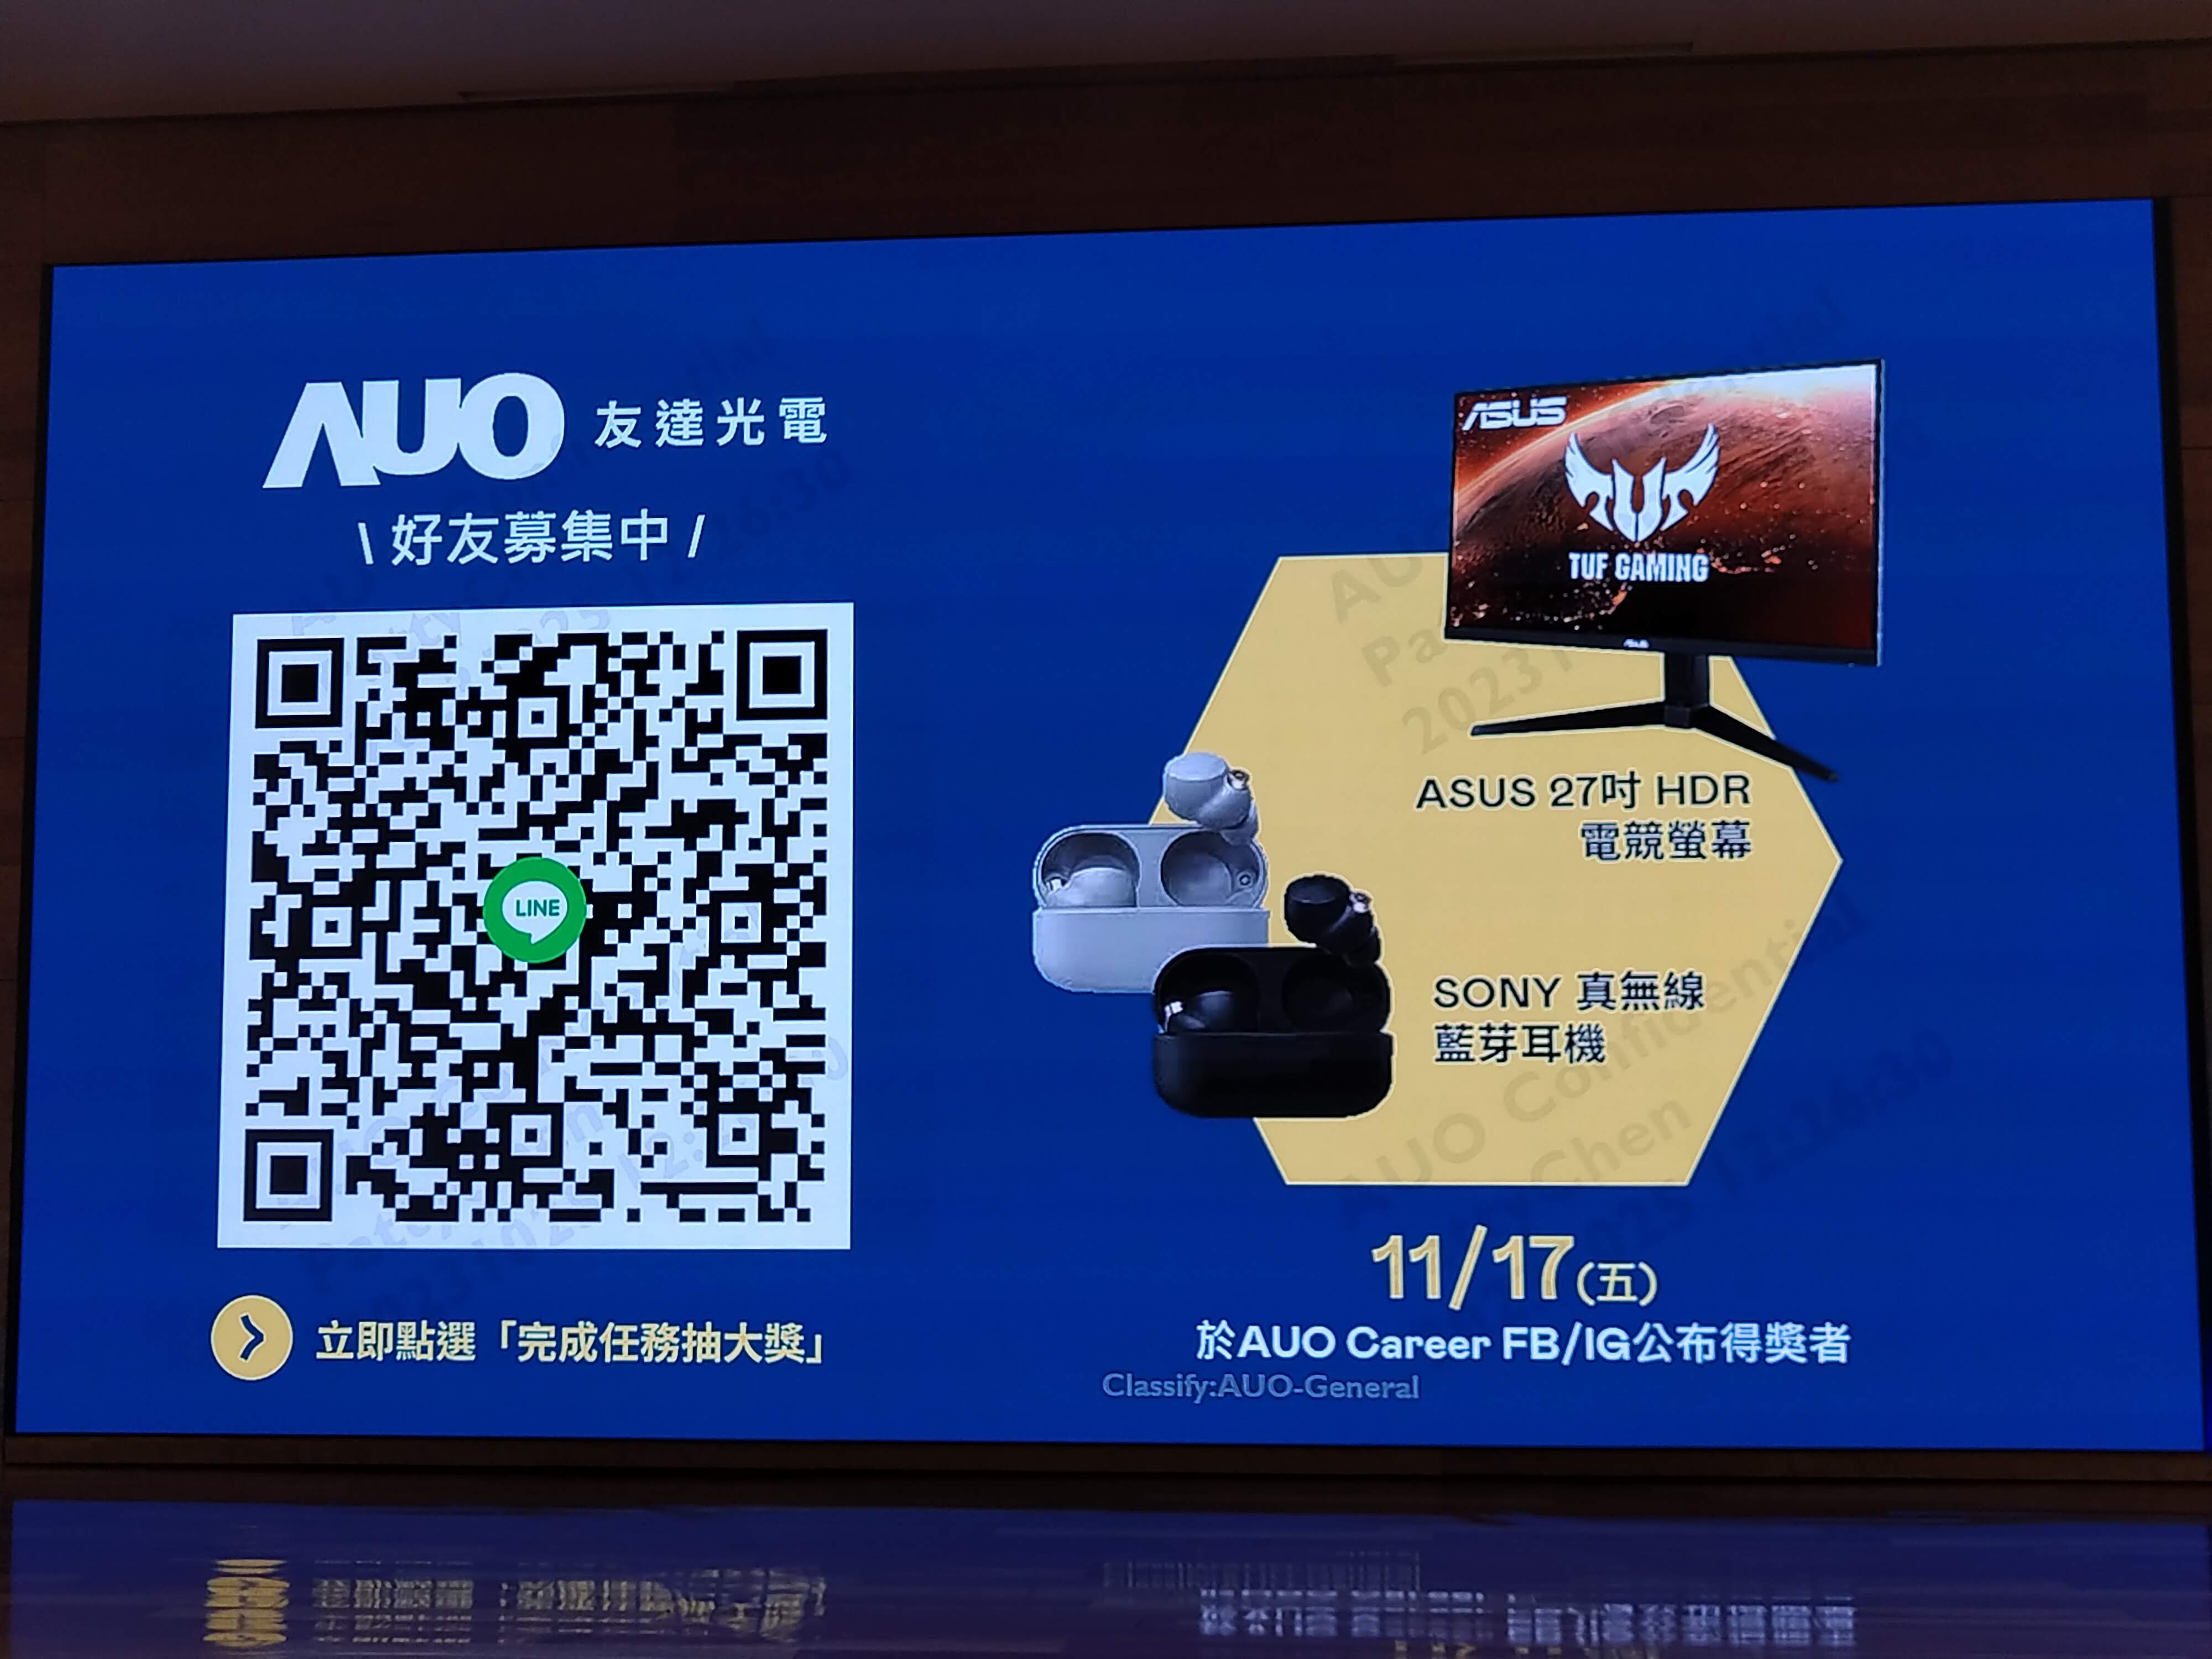 AUO 友達光電
\ 好友募集中 /
LINE
立即點選「完成任務抽大獎」
ASUS
TUF GAMING
ASUS 27吋 HDR
電競螢幕
SONY 真無線
藍芽耳機
11/17(五)
於AUO Career FB/IG公布得獎者
Classify:AUO-General
AUO Confidential